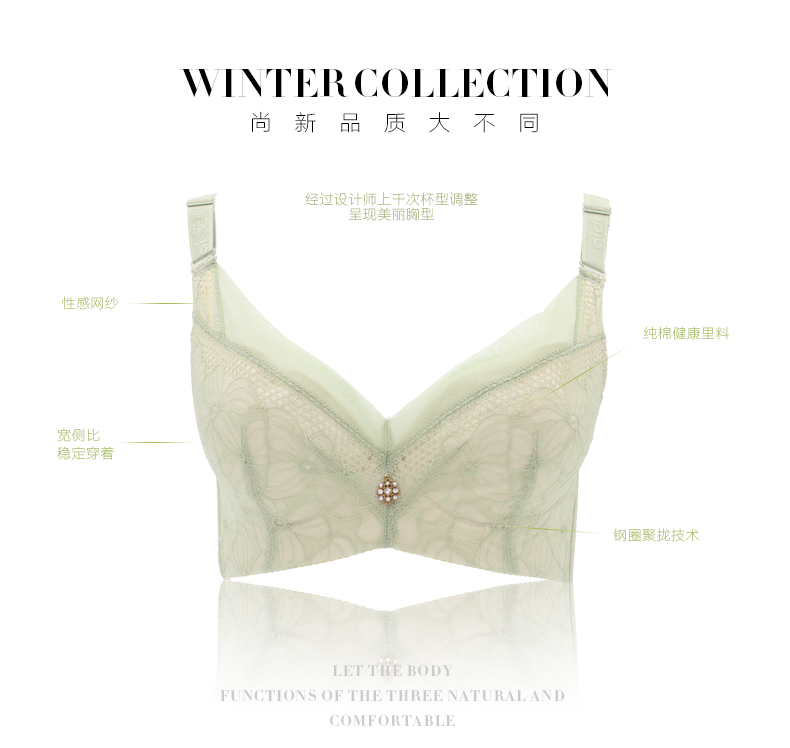 WINTER COLLECTION
尚新品质大不同
经过设计师上千次杯型调整
呈现美丽胸型
性感网纱
纯棉健康里料
宽侧比
稳定穿着
钢圈聚拢技术
LET THE BODY
FUNCTIONS OF THE THREE NATURAL AND
COMFORTABLE